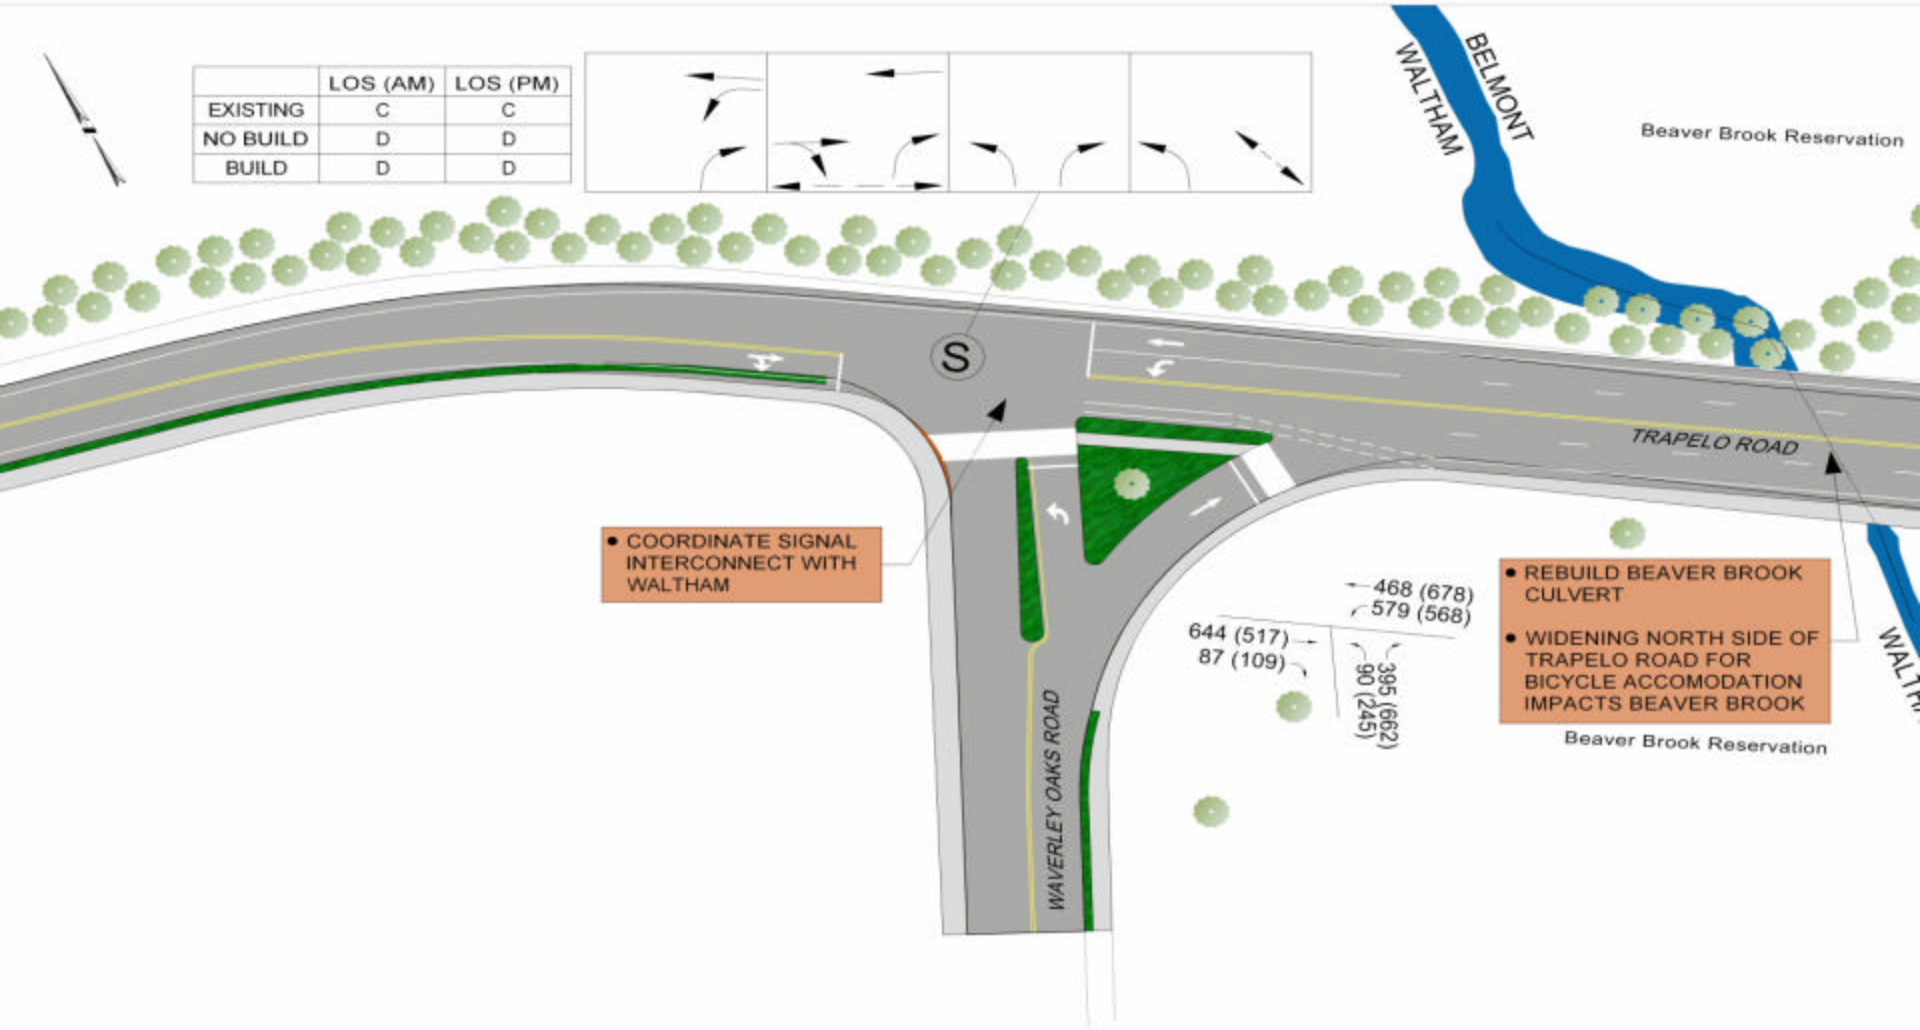 LOS (AM) LOS (PM)
EXISTING C C
NO BUILD D D
BUILD D D
WALTHAM
BELMONT
Beaver Brook Reservation
S
TRAPELO ROAD
• COORDINATE SIGNAL
INTERCONNECT WITH
WALTHAM
WAVERLEY OAKS ROAD
468 (678)
579 (568)
644 (517)
87 (109)
90 (245)
395 (662)
• REBUILD BEAVER BROOK
CULVERT
• WIDENING NORTH SIDE OF
TRAPELO ROAD FOR
BICYCLE ACCOMODATION
IMPACTS BEAVER BROOK
Beaver Brook Reservation